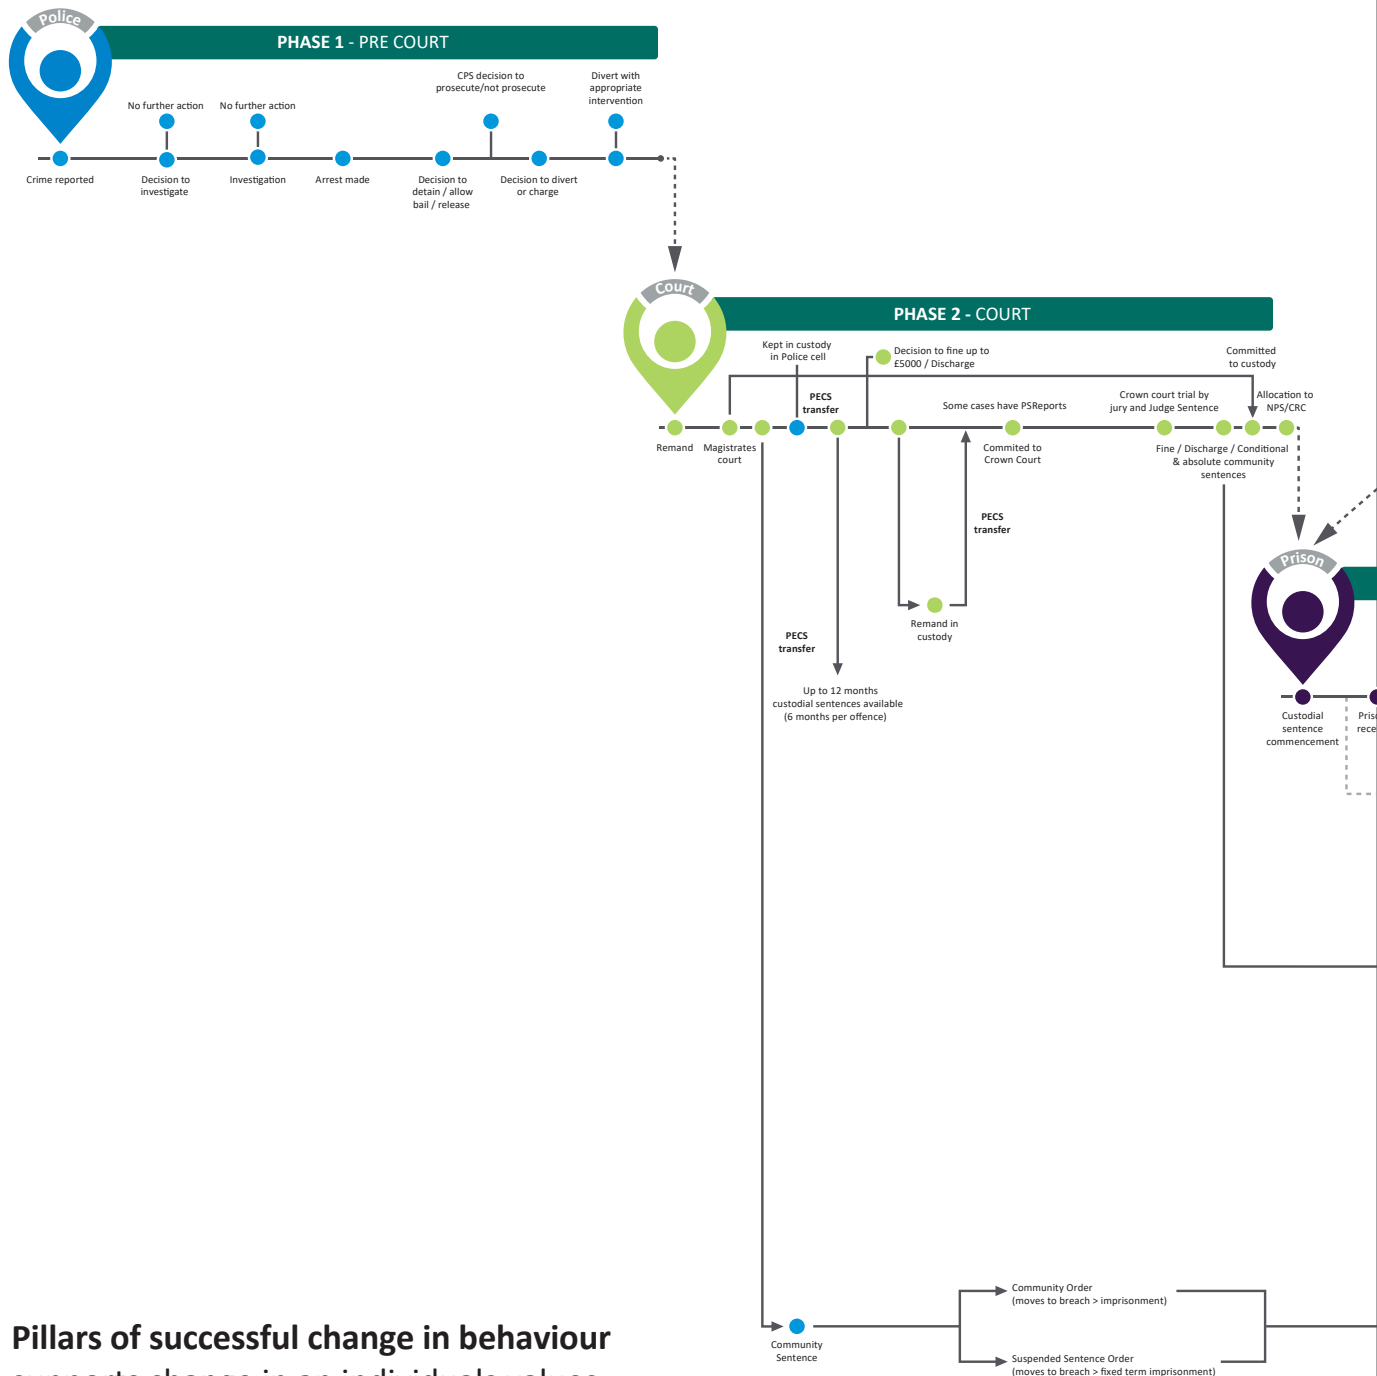 Police
PHASE 1 - PRE COURT
CPS decision to
prosecute/not prosecute
Divert with
appropriate
intervention
No further action
No further action
Crime reported
Decision to
investigate
Investigation
Arrest made
Decision to
detain / allow
bail / release
Decision to divert
or charge
Court
PHASE 2 - COURT
Kept in custody
in Police cell
Decision to fine up to
£5000 / Discharge
Committed
to custody
PECS
transfer
Some cases have PSReports
Crown court trial by
jury and Judge Sentence
Allocation to
NPS/CRC
Remand
Magistrates
court
Commited to
Crown Court
Fine / Discharge / Conditional
& absolute community
sentences
PECS
transfer
Prison
Remand in
custody
PECS
transfer
Up to 12 months
custodial sentences available
(6 months per offence)
Custodial
sentence
commencement
Community Order
(moves to breach > imprisonment)
Community
Sentence
Suspended Sentence Order
(moves to breach > fixed term imprisonment)
Pillars of successful change in behaviour
supports change in an individuals values